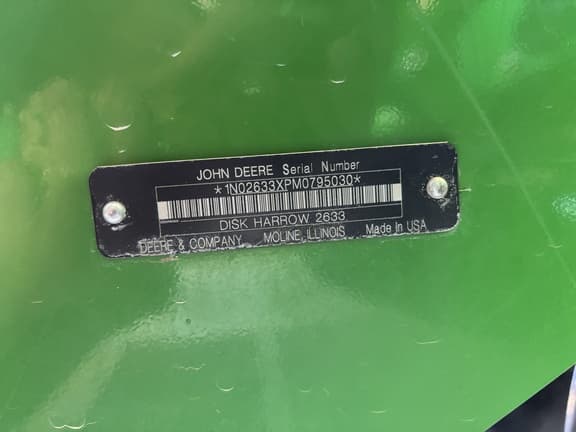 JOHN DEERE Serial Number
*1N02633XPM0795030*
DISK HARROW 2633
DEERE & COMPANY MOLINE, ILLINOIS Made In USA